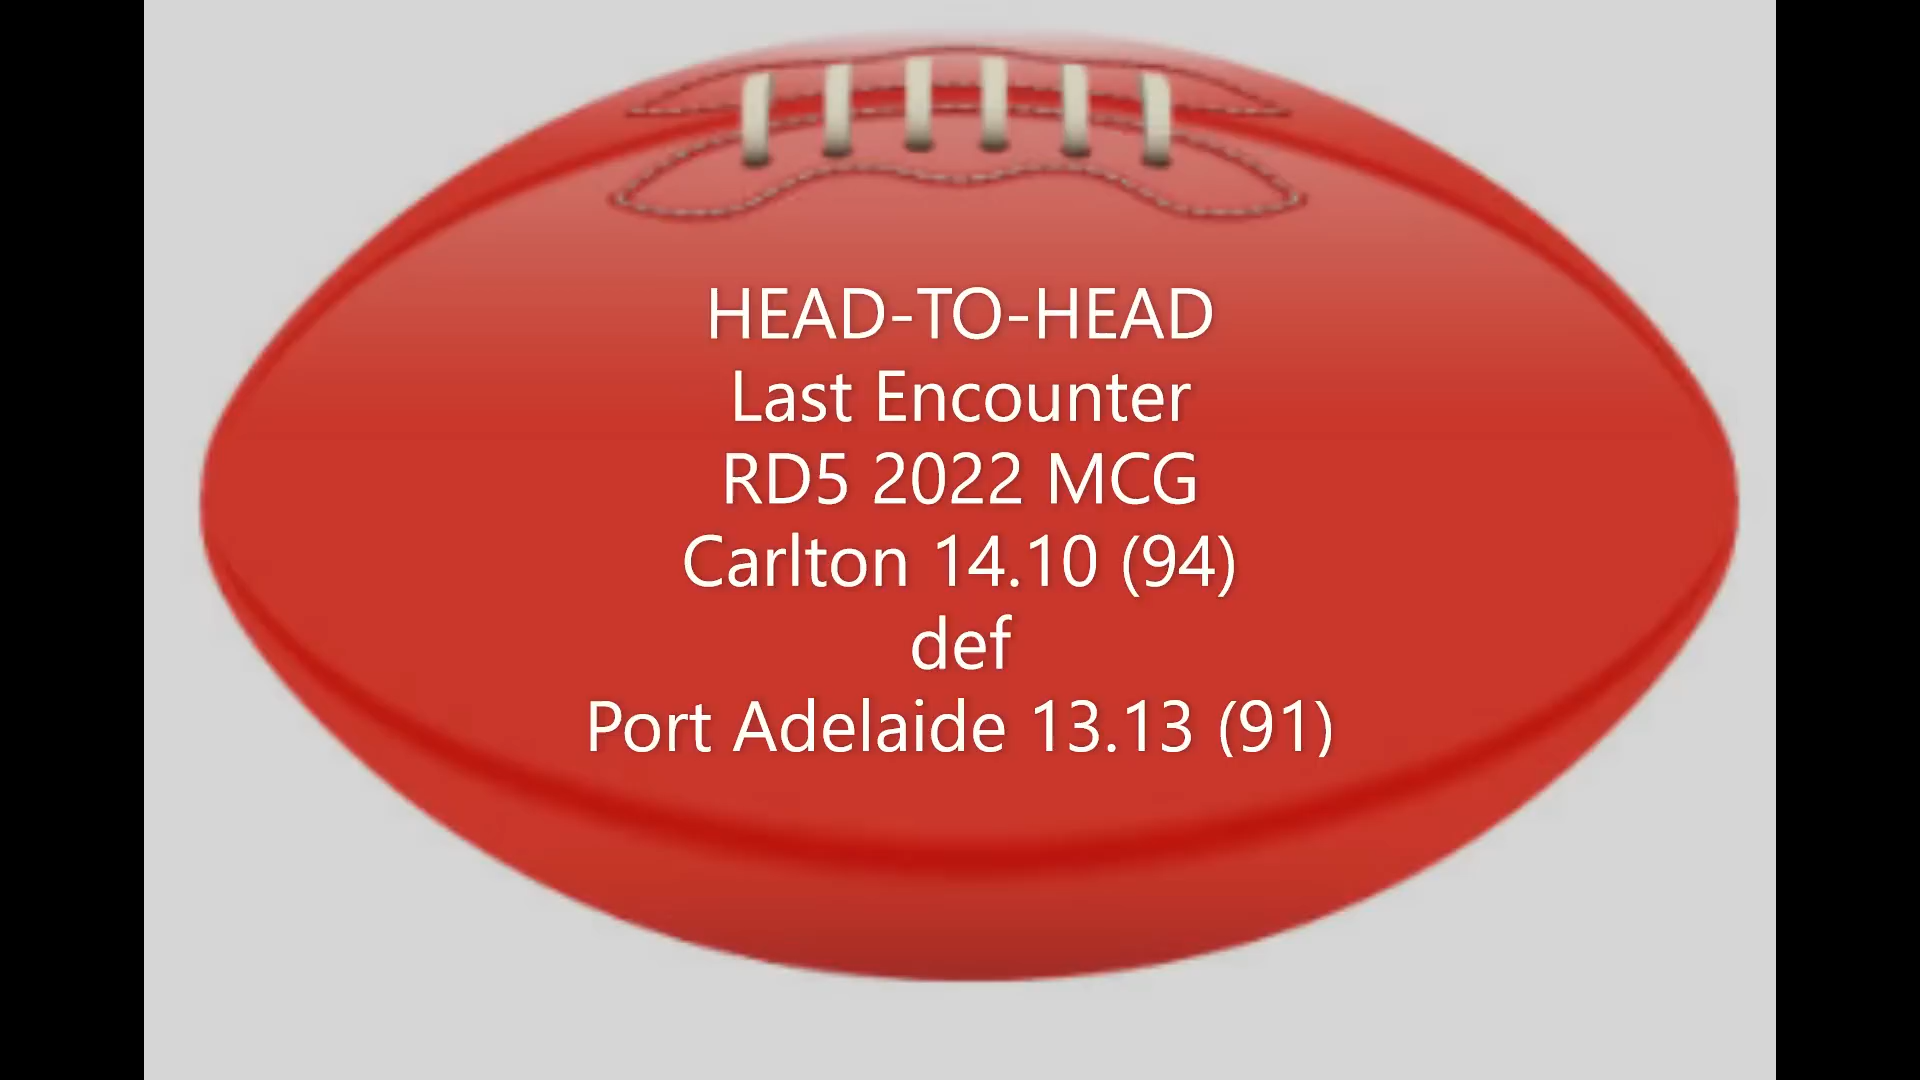 HEAD-TO-HEAD
Last Encounter
RD5 2022 MCG
Carlton 14.10 (94)
def
Port Adelaide 13.13 (91)